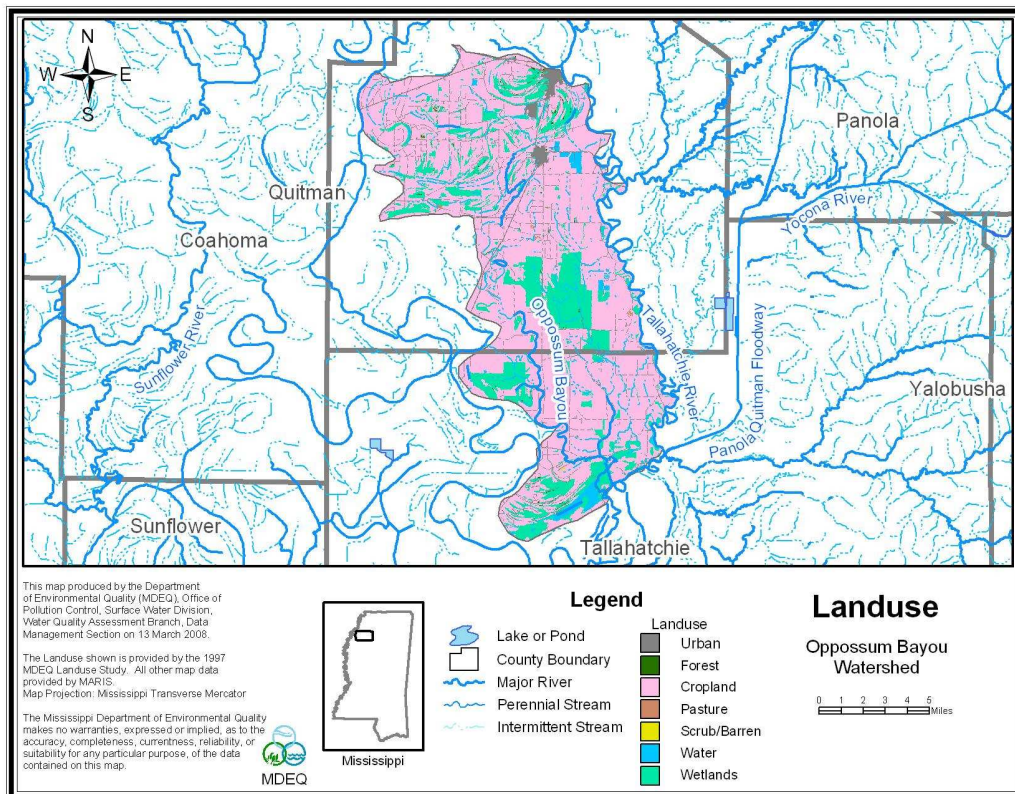 N
W E
S
Panola
Quitman
Yocona River
Coahoma
Sunflower River
Oppossum Bayou
Tallahatchie River
Panola Quitman Floodway
Yalobusha
Sunflower
Tallahatchie
This map produced by the Department
of Environmental Quality (MDEQ), Office of
Pollution Control, Surface Water Division,
Water Quality Assessment Branch, Data
Management Section on 13 March 2008.
The Landuse shown is provided by the 1997
MDEQ Landuse Study. All other map data
provided by MARIS.
Map Projection: Mississippi Transverse Mercator
The Mississippi Department of Environmental Quality
makes no warranties, expressed or implied, as to the
accuracy, completeness, currentness, reliability, or
suitability for any particular purpose, of the data
contained on this map.
MDEQ
Mississippi
Legend
Lake or Pond
County Boundary
Major River
Perennial Stream
Intermittent Stream
Landuse
Urban
Forest
Cropland
Pasture
Scrub/Barren
Water
Wetlands
Landuse
Oppossum Bayou
Watershed
0 1 2 3 4 5
Miles